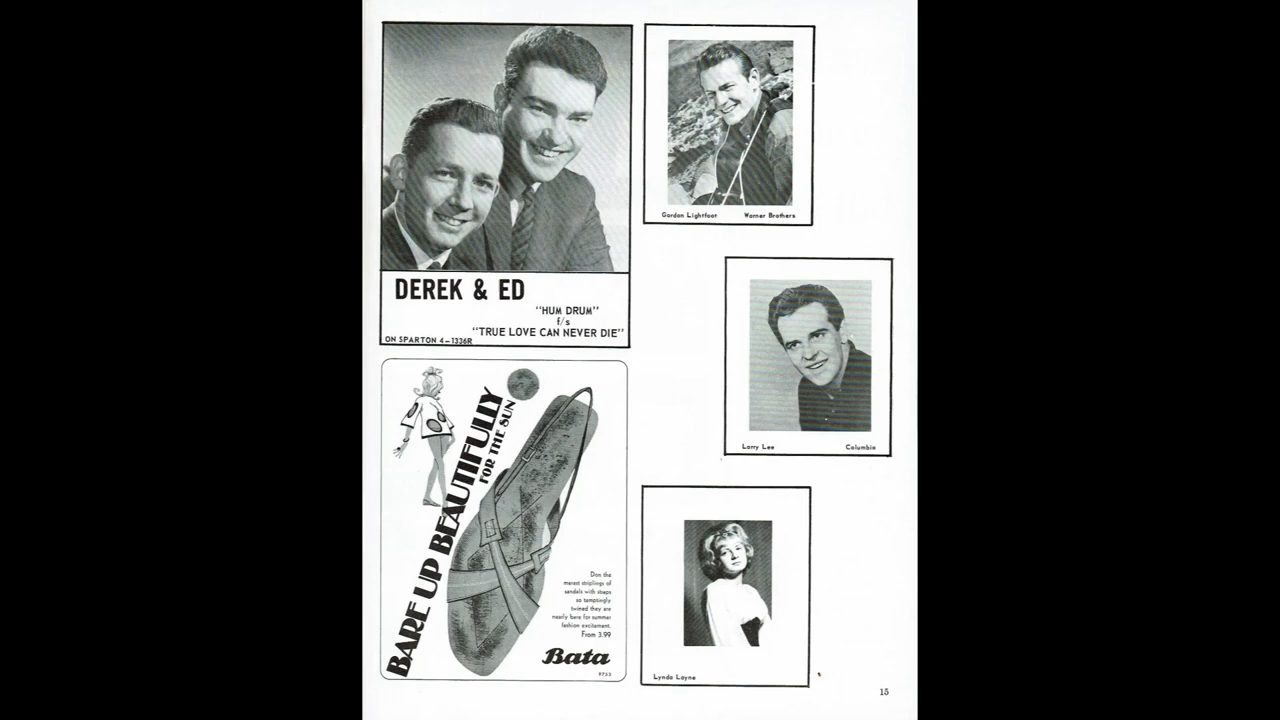 DEREK & ED
"HUM DRUM"
f/s
"TRUE LOVE CAN NEVER DIE"
ON SPARTON 4-1336R
Gordon Lightfoot Warner Brothers
Larry Lee Columbia
BARE UP BEAUTIFULLY
FOR THE SUN
Don the
merest striplings of
sandals with straps
so temptingly
twined they are
nearly bare for summer
fashion excitement.
From 3.99
Bata
9733
Lynda Layne
15